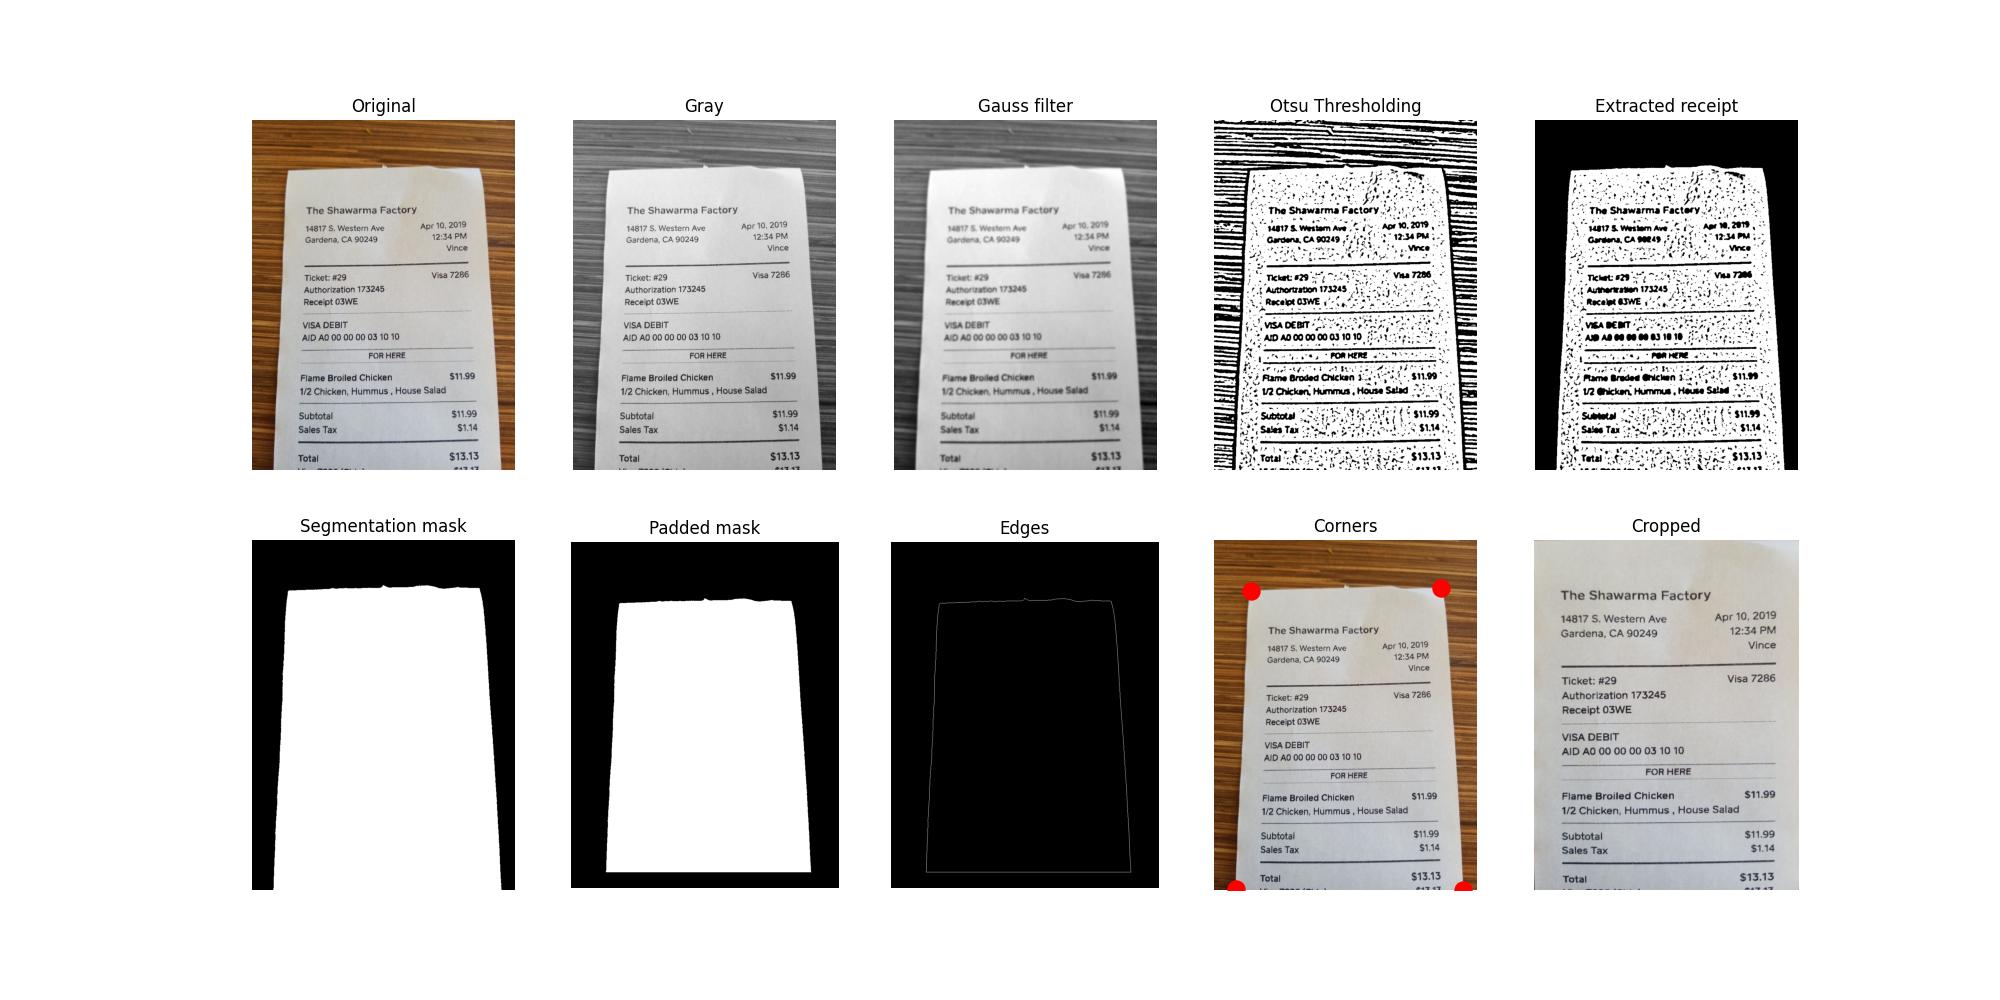 Original
The Shawarma Factory
14817 S. Western Ave
Gardena, CA 90249
Apr 10, 2019
12:34 PM
Vince
Ticket: #29
Visa 7286
Authorization 173245
Receipt 03WE
VISA DEBIT
AID A0 00 00 00 03 10 10
FOR HERE
Flame Broiled Chicken $11.99
1/2 Chicken, Hummus , House Salad
Subtotal $11.99
Sales Tax $1.14
Total $13.13
Gray
The Shawarma Factory
14817 S. Western Ave
Gardena, CA 90249
Apr 10, 2019
12:34 PM
Vince
Ticket: #29
Visa 7286
Authorization 173245
Receipt 03WE
VISA DEBIT
AID A0 00 00 00 03 10 10
FOR HERE
Flame Broiled Chicken $11.99
1/2 Chicken, Hummus , House Salad
Subtotal $11.99
Sales Tax $1.14
Total $13.13
Gauss filter
The Shawarma Factory
14817 S. Western Ave
Gardena, CA 90249
Apr 10, 2019
12:34 PM
Vince
Ticket: #29
Visa 7286
Authorization 173245
Receipt 03WE
VISA DEBIT
AID A0 00 00 00 03 10 10
FOR HERE
Flame Broiled Chicken $11.99
1/2 Chicken, Hummus , House Salad
Subtotal $11.99
Sales Tax $1.14
Total $13.13
Otsu Thresholding
The Shawarma Factory
14817 S. Western Ave
Gardena, CA 90249
Apr 10, 2019
12:34 PM
Vince
Ticket: #29
Visa 7286
Authorization 173245
Receipt 03WE
VISA DEBIT
AID A0 00 00 00 03 10 10
FOR HERE
Flame Broiled Chicken $11.99
1/2 Chicken, Hummus , House Salad
Subtotal $11.99
Sales Tax $1.14
Total $13.13
Extracted receipt
The Shawarma Factory
14817 S. Western Ave
Gardena, CA 90249
Apr 10, 2019
12:34 PM
Vince
Ticket: #29
Visa 7286
Authorization 173245
Receipt 03WE
VISA DEBIT
AID A0 00 00 00 03 10 10
FOR HERE
Flame Broiled Chicken $11.99
1/2 Chicken, Hummus , House Salad
Subtotal $11.99
Sales Tax $1.14
Total $13.13
Segmentation mask
Padded mask
Edges
Corners
The Shawarma Factory
14817 S. Western Ave
Gardena, CA 90249
Apr 10, 2019
12:34 PM
Vince
Ticket: #29
Visa 7286
Authorization 173245
Receipt 03WE
VISA DEBIT
AID A0 00 00 00 03 10 10
FOR HERE
Flame Broiled Chicken $11.99
1/2 Chicken, Hummus , House Salad
Subtotal $11.99
Sales Tax $1.14
Total $13.13
Cropped
The Shawarma Factory
14817 S. Western Ave
Gardena, CA 90249
Apr 10, 2019
12:34 PM
Vince
Ticket: #29
Visa 7286
Authorization 173245
Receipt 03WE
VISA DEBIT
AID A0 00 00 00 03 10 10
FOR HERE
Flame Broiled Chicken $11.99
1/2 Chicken, Hummus , House Salad
Subtotal $11.99
Sales Tax $1.14
Total $13.13